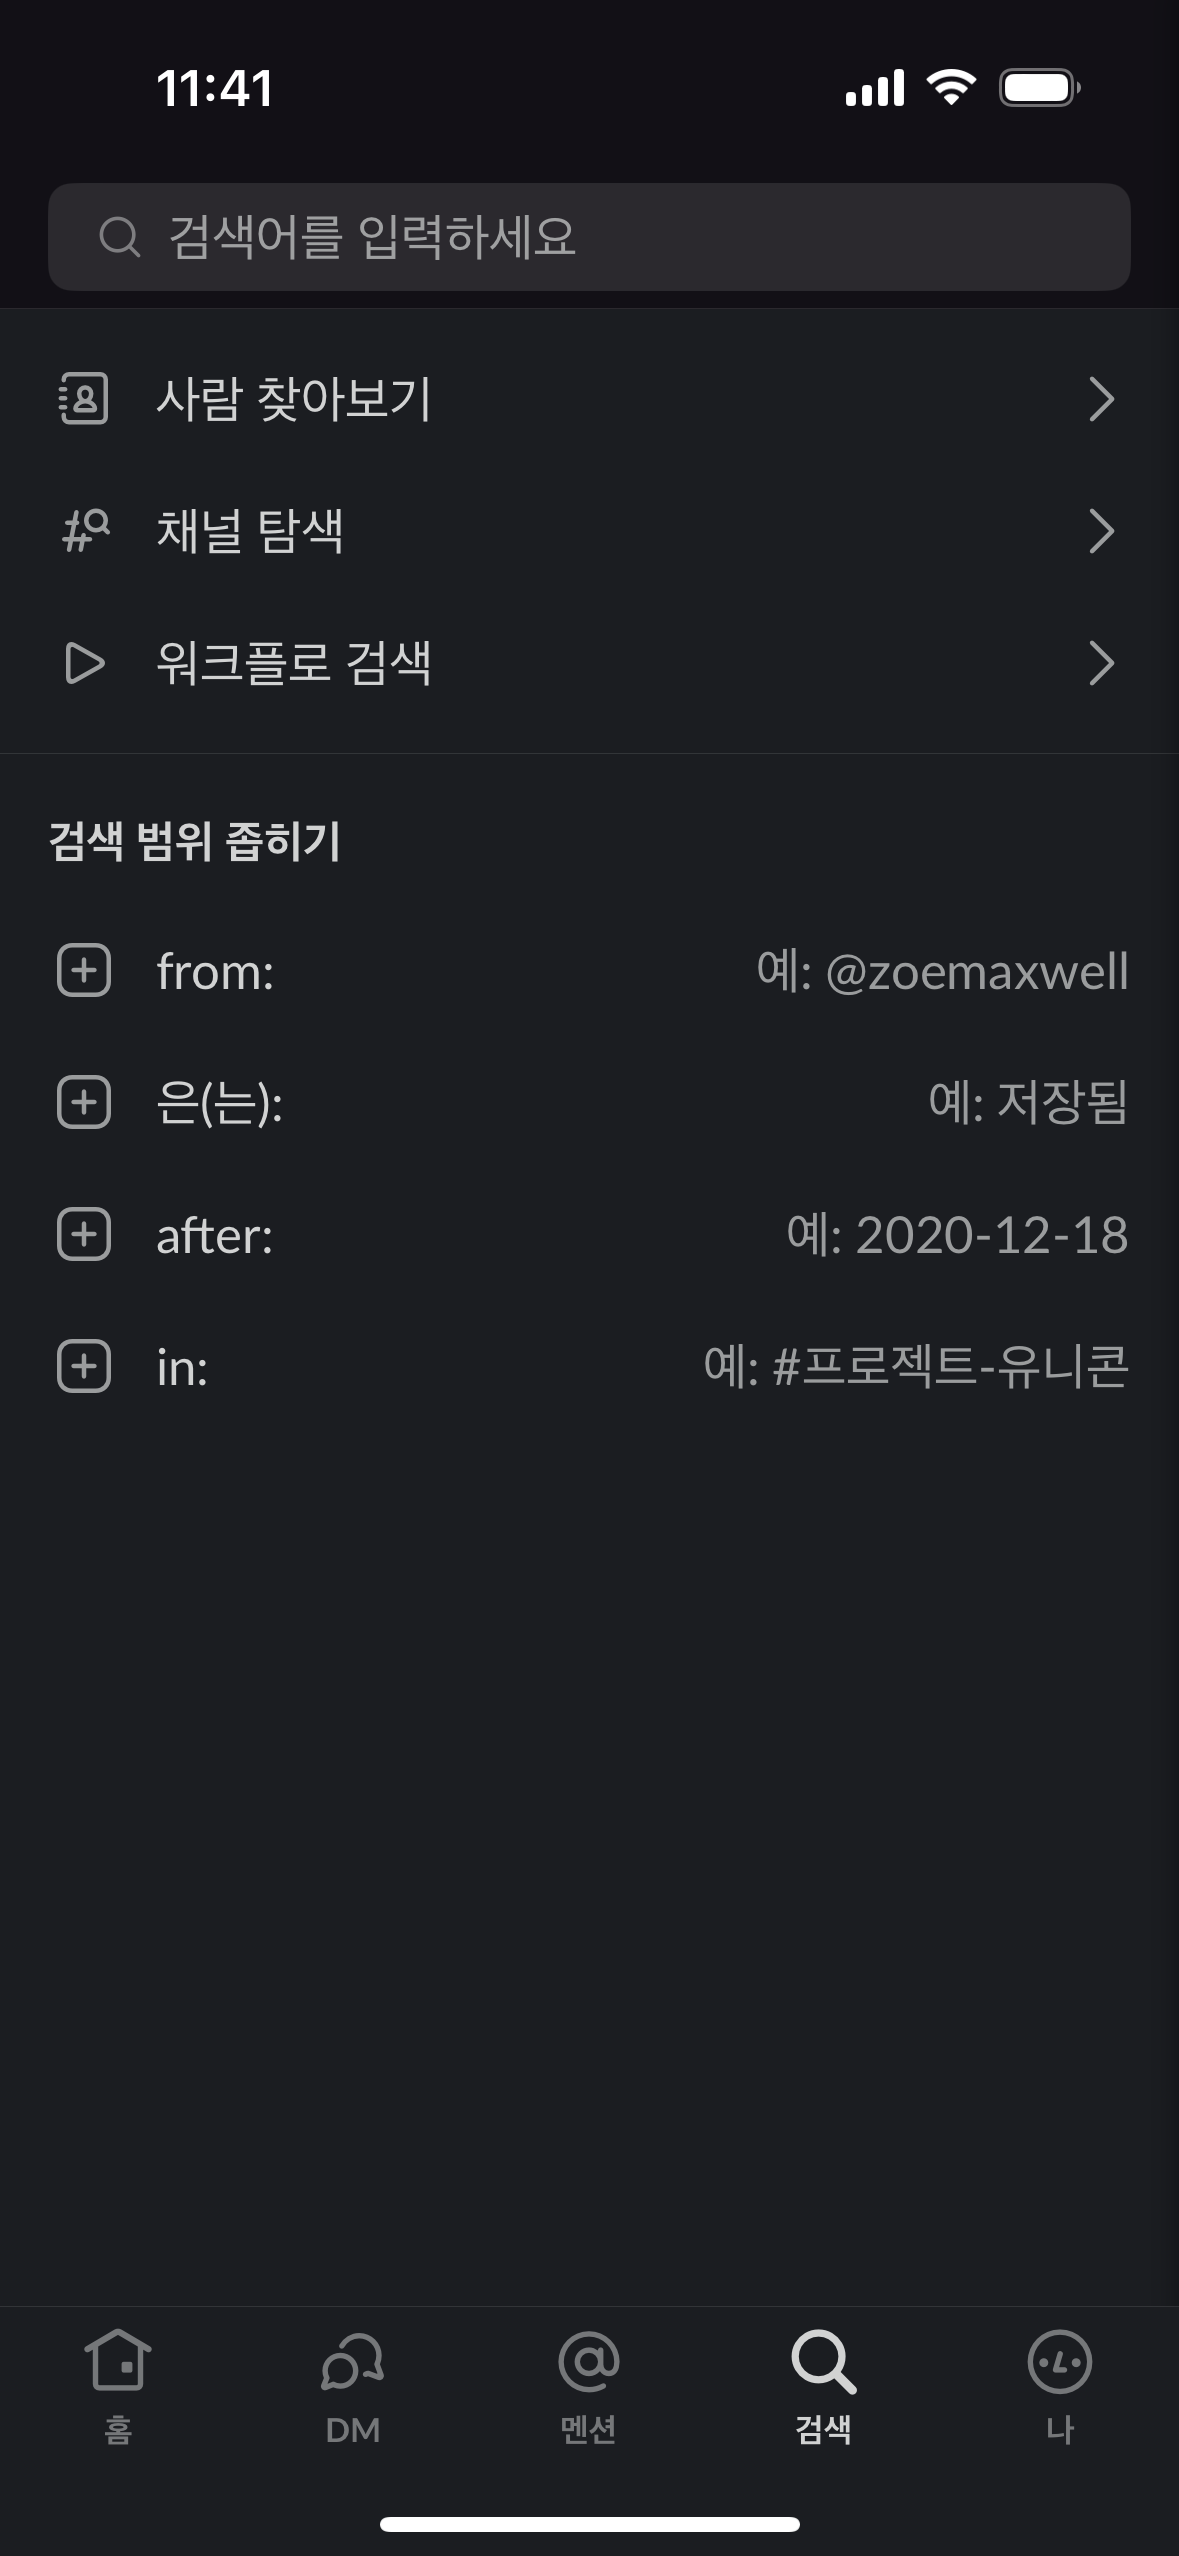 11:41
검색어를 입력하세요
사람 찾아보기
채널 탐색
워크플로 검색
검색 범위 좁히기
from: 예: @zoemaxwell
은(는): 예: 저장됨
after: 예: 2020-12-18
in: 예: #프로젝트-유니콘
홈 DM 멘션 검색 나